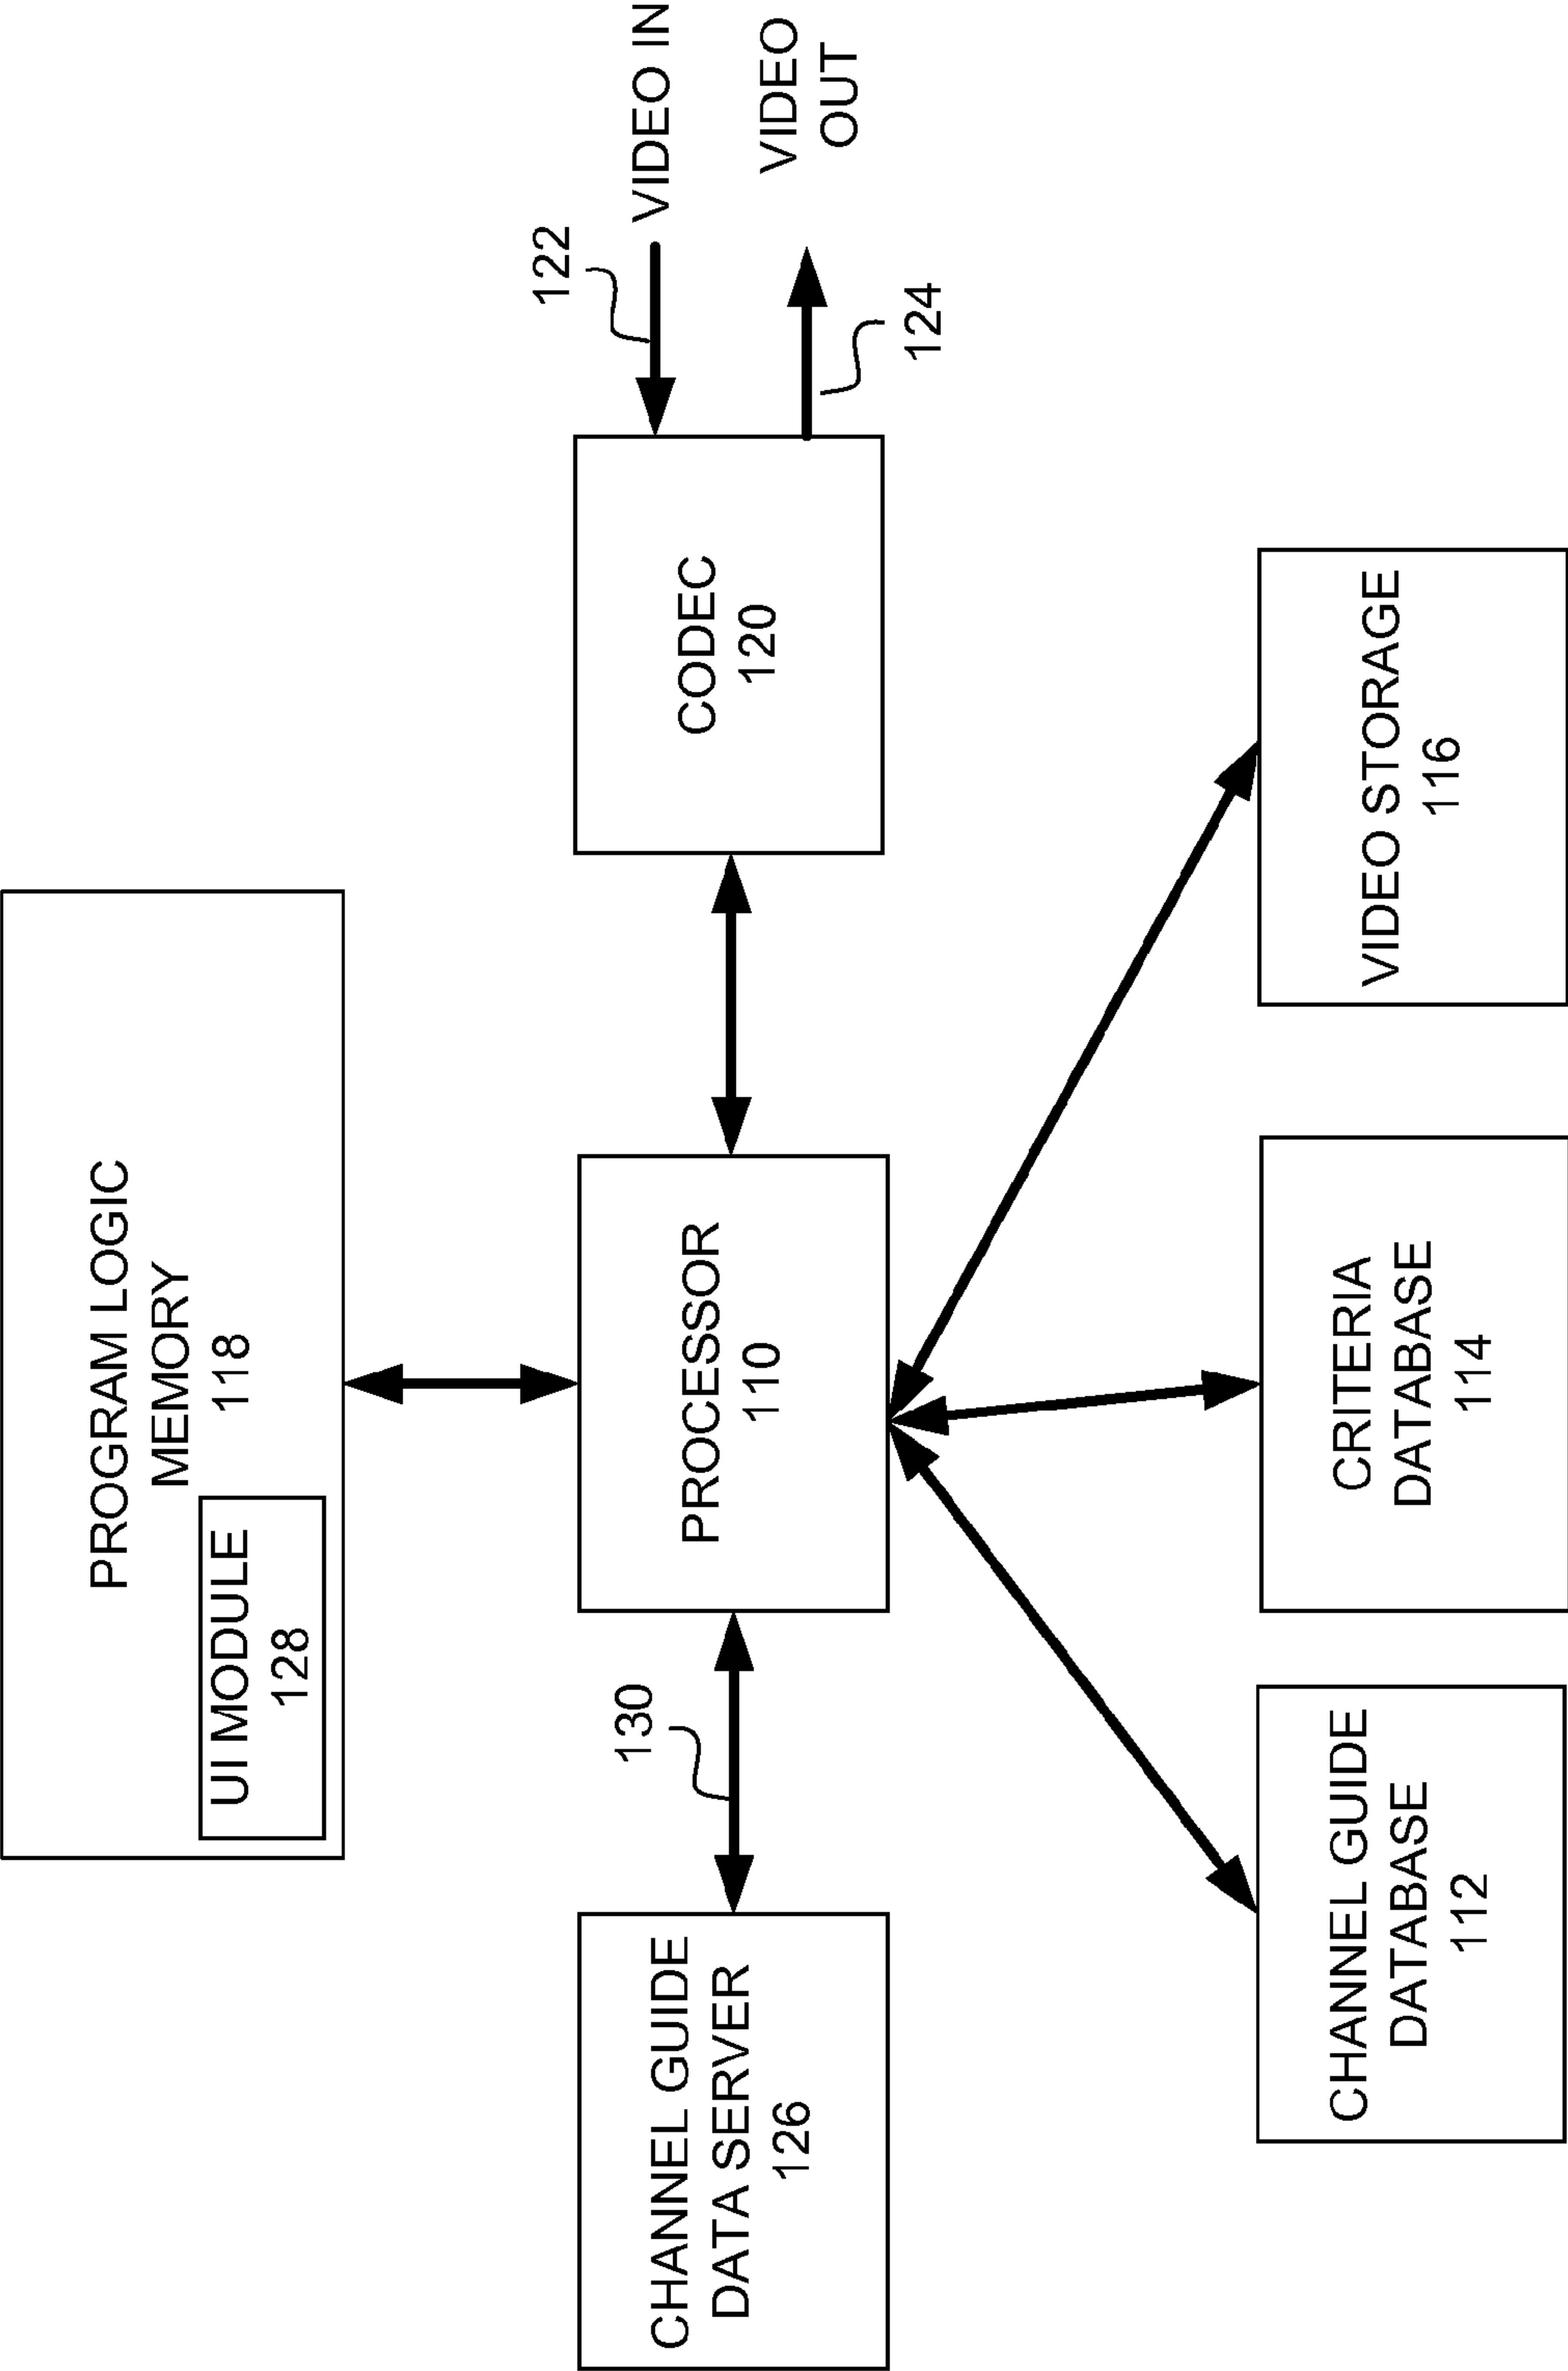 PROGRAM LOGIC
MEMORY
118
UI MODULE
128
CHANNEL GUIDE
DATA SERVER
126
130
PROCESSOR
110
CODEC
120
122
VIDEO IN
VIDEO
OUT
124
CHANNEL GUIDE
DATABASE
112
CRITERIA
DATABASE
114
VIDEO STORAGE
116